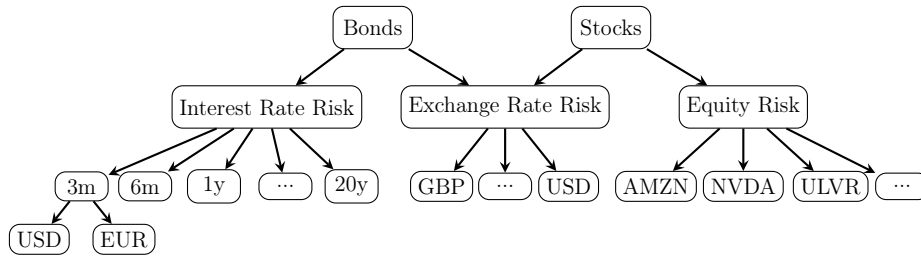 Bonds
Stocks
Interest Rate Risk
Exchange Rate Risk
Equity Risk
3m
6m
1y
...
20y
GBP
...
USD
AMZN
NVDA
ULVR
...
USD
EUR